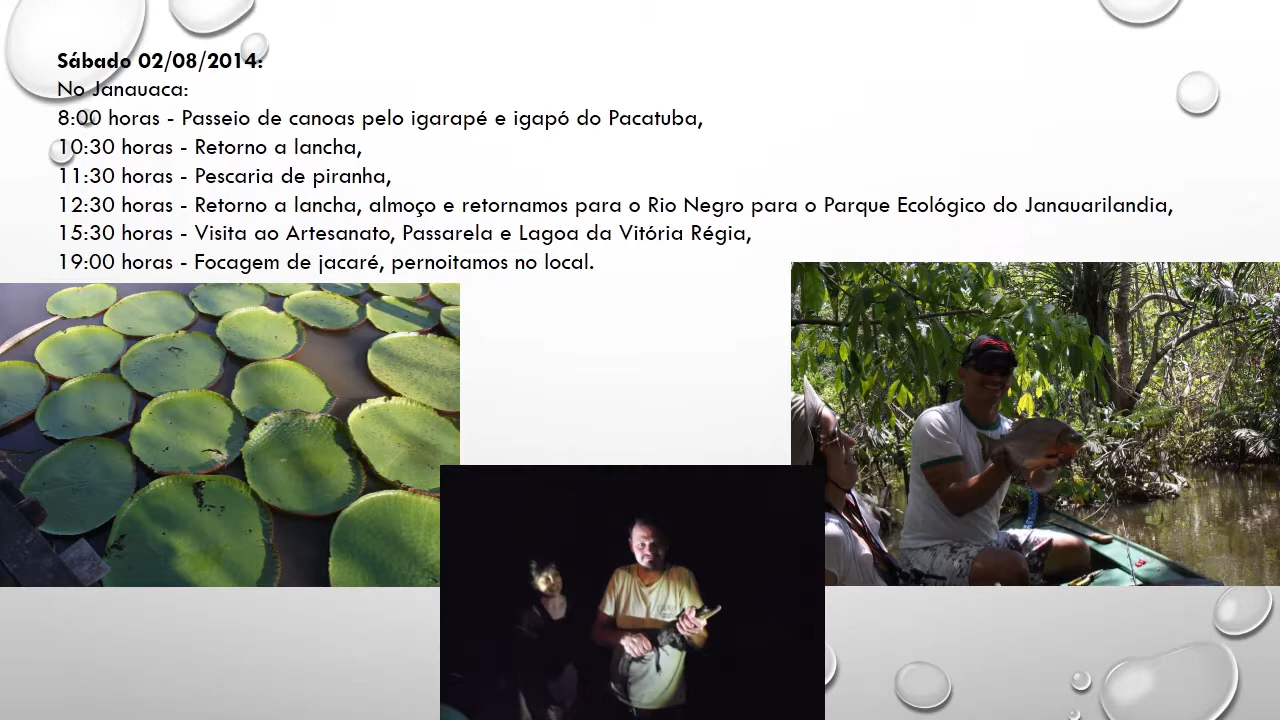 Sábado 02/08/2014:
No Janauaca:
8:00 horas - Passeio de canoas pelo igarapé e igapó do Pacatuba,
10:30 horas - Retorno a lancha,
11:30 horas - Pescaria de piranha,
12:30 horas - Retorno a lancha, almoço e retornamos para o Rio Negro para o Parque Ecológico do Janauarilandia,
15:30 horas - Visita ao Artesanato, Passarela e Lagoa da Vitória Régia,
19:00 horas - Focagem de jacaré, pernoitamos no local.